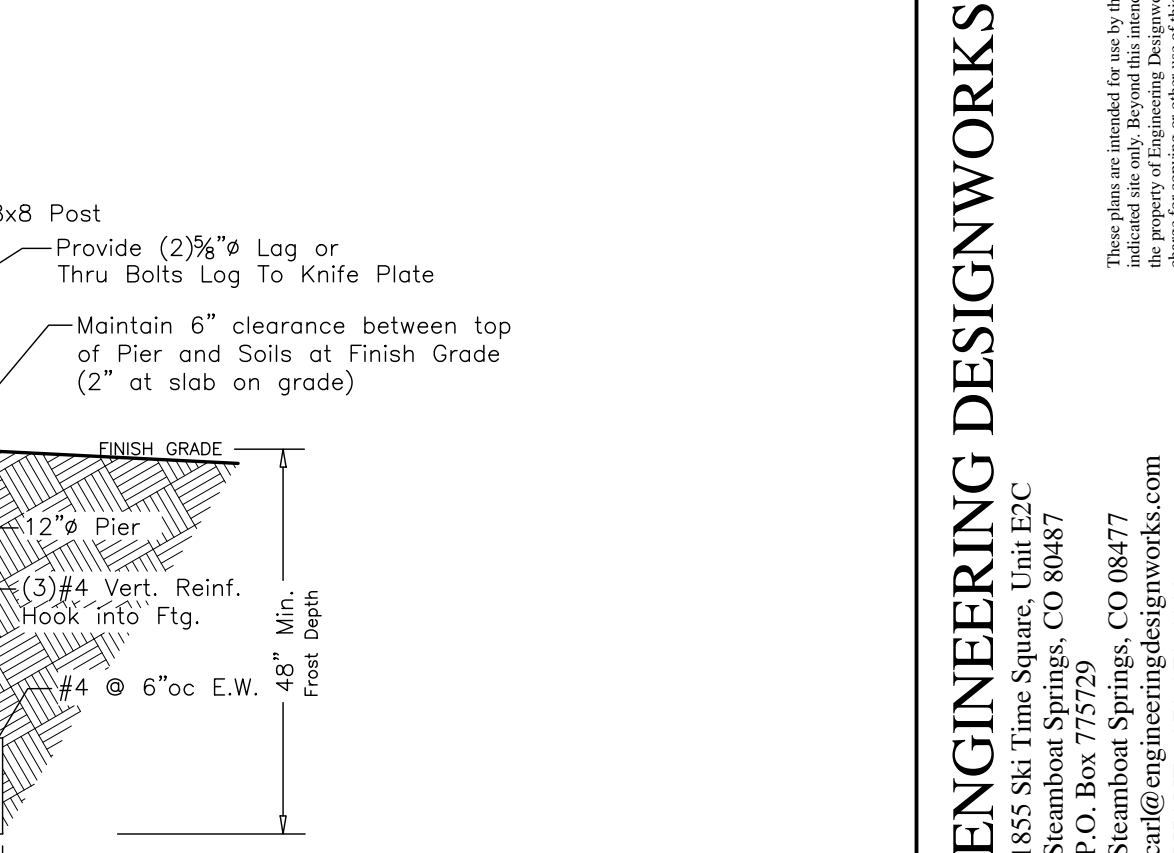 x8 Post
Provide (2)⅝"ø Lag or
Thru Bolts Log To Knife Plate
Maintain 6" clearance between top
of Pier and Soils at Finish Grade
(2" at slab on grade)
FINISH GRADE
12"ø Pier
(3)#4 Vert. Reinf.
Hook into Ftg.
#4 @ 6"oc E.W.
48" Min.
Frost Depth
ENGINEERING DESIGNWORKS
1855 Ski Time Square, Unit E2C
Steamboat Springs, CO 80487
P.O. Box 775729
Steamboat Springs, CO 08477
carl@engineeringdesignworks.com
These plans are intended for use by
indicated site only. Beyond this
the property of Engineering